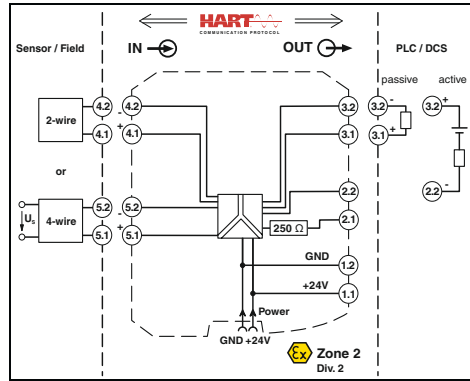 HART
COMMUNICATION PROTOCOL
Sensor / Field
IN
OUT
PLC / DCS
passive
active
2-wire
4.2
4.1
-
+
4.2
4.1
3.2
3.1
3.2 -
3.1 +
3.2 +
or
Us
4-wire
5.2
5.1
-
+
5.2
5.1
2.2
2.1
250 Ω
2.2 -
GND
1.2
+24V
1.1
Power
GND +24V
Ex
Zone 2
Div. 2